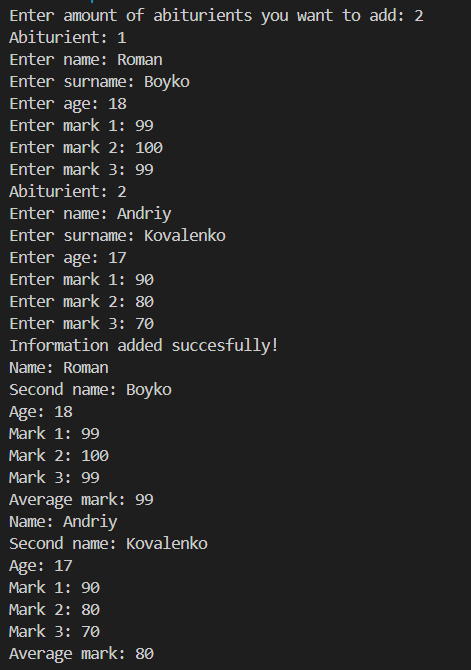 Enter amount of abiturients you want to add: 2
Abiturient: 1
Enter name: Roman
Enter surname: Boyko
Enter age: 18
Enter mark 1: 99
Enter mark 2: 100
Enter mark 3: 99
Abiturient: 2
Enter name: Andriy
Enter surname: Kovalenko
Enter age: 17
Enter mark 1: 90
Enter mark 2: 80
Enter mark 3: 70
Information added succesfully!
Name: Roman
Second name: Boyko
Age: 18
Mark 1: 99
Mark 2: 100
Mark 3: 99
Average mark: 99
Name: Andriy
Second name: Kovalenko
Age: 17
Mark 1: 90
Mark 2: 80
Mark 3: 70
Average mark: 80